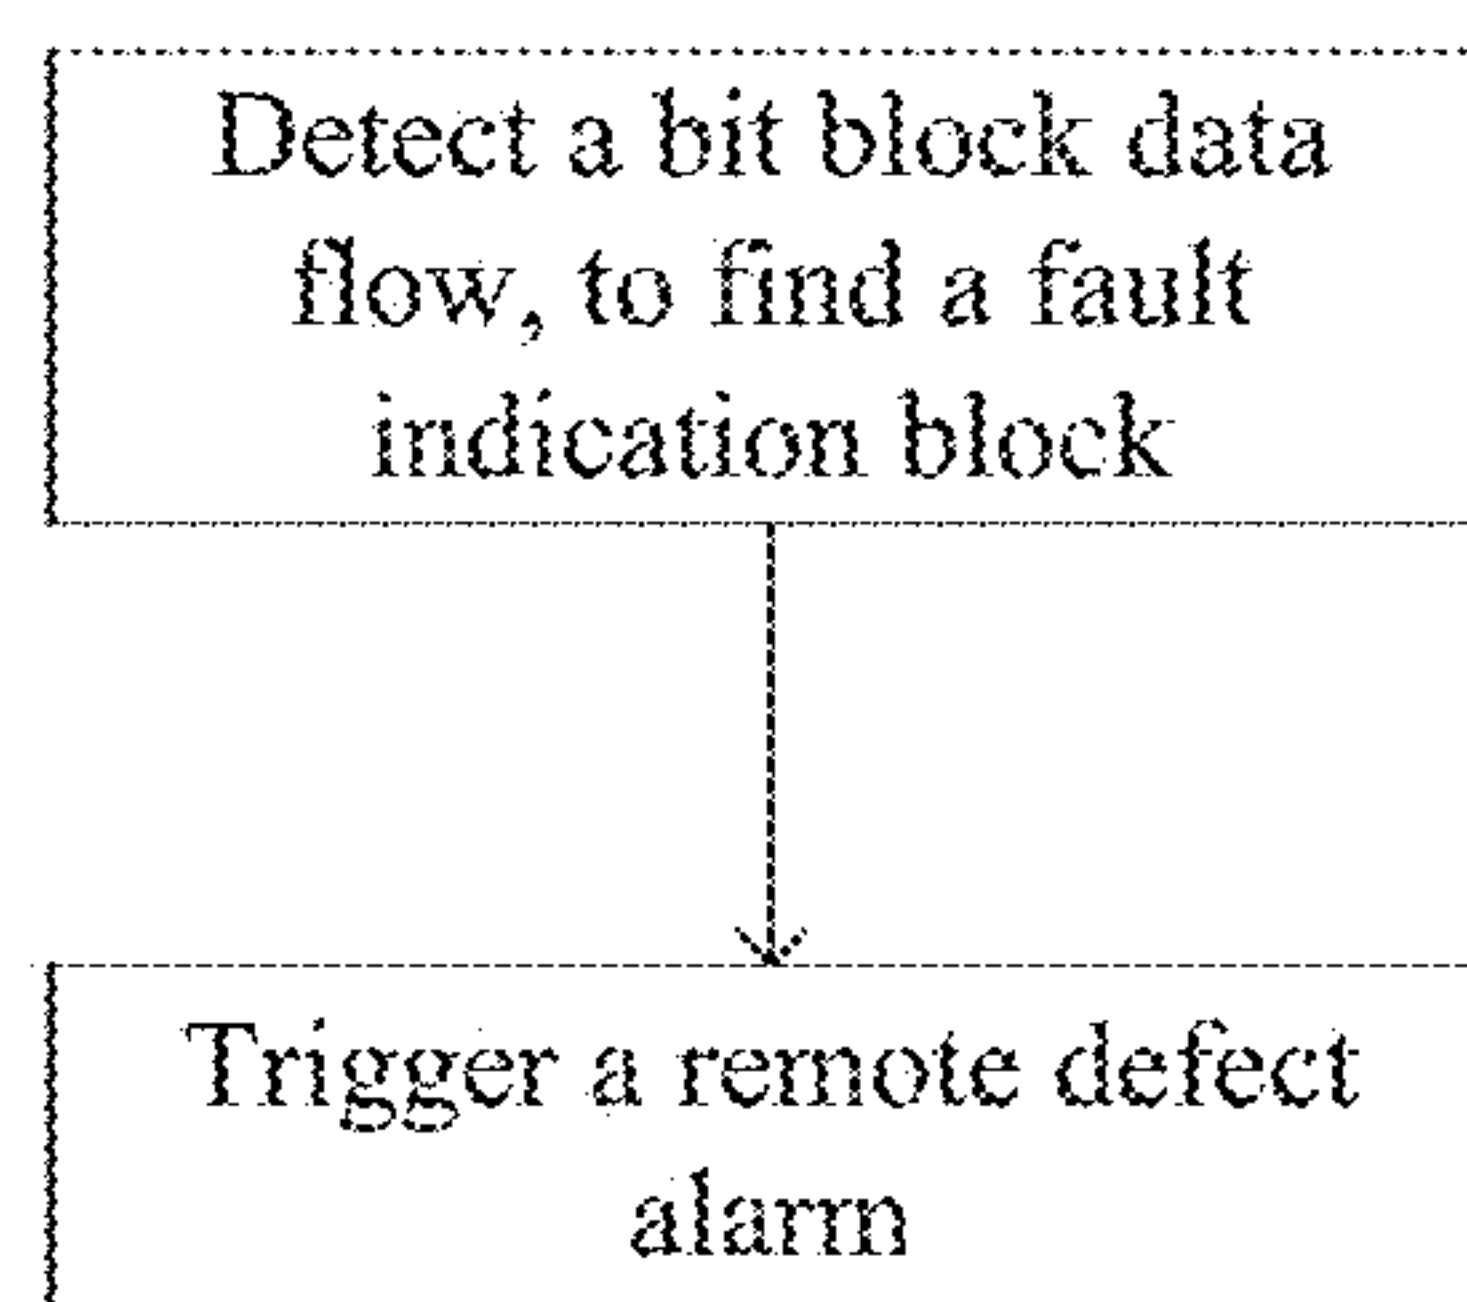 Detect a bit block data
flow, to find a fault
indication block
Trigger a remote defect
alarm